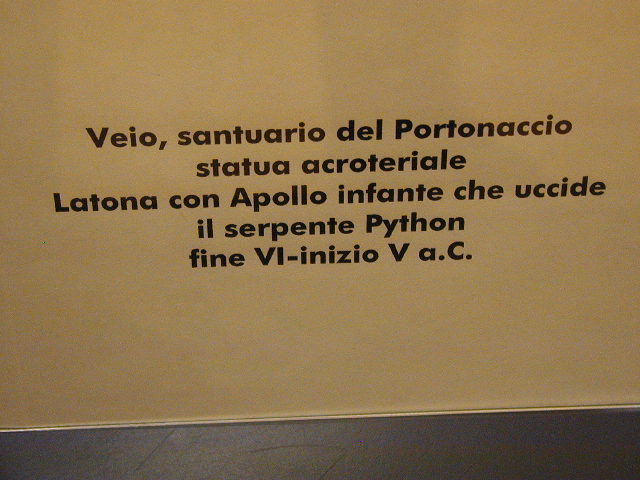 Veio, santuario del Portonaccio
statua acroteriale
Latona con Apollo infante che uccide
il serpente Python
fine VI-inizio V a.C.